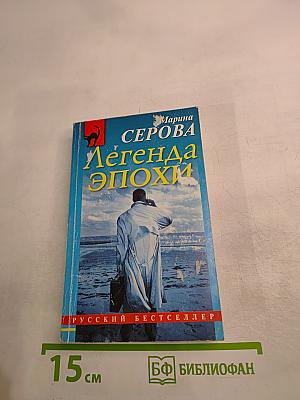 Марина
СЕРОВА
Легенда
ЭПОХИ
РУССКИЙ БЕСТСЕЛЛЕР
15 см
БФ БИБЛИОФАН